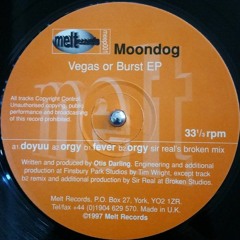 melt records
melt2001
Moondog
Vegas or Burst EP
All tracks Copyright Control.
Unauthorised copying, public
performance and broadcasting
of this record prohibited.
33⅓ rpm
melt
a1 doyuu a2 orgy b1 fever b2 orgy sir real's broken mix
Written and produced by Otis Darling. Engineering and additional
production at Finsbury Park Studios by Tim Wright, except track
b2 remix and additional production by Sir Real at Broken Studios.
Melt Records. P.O. Box 27, York, YO2 1ZR.
Tel/fax +44 (0)1904 629 570. Made in U.K.
©1997 Melt Records